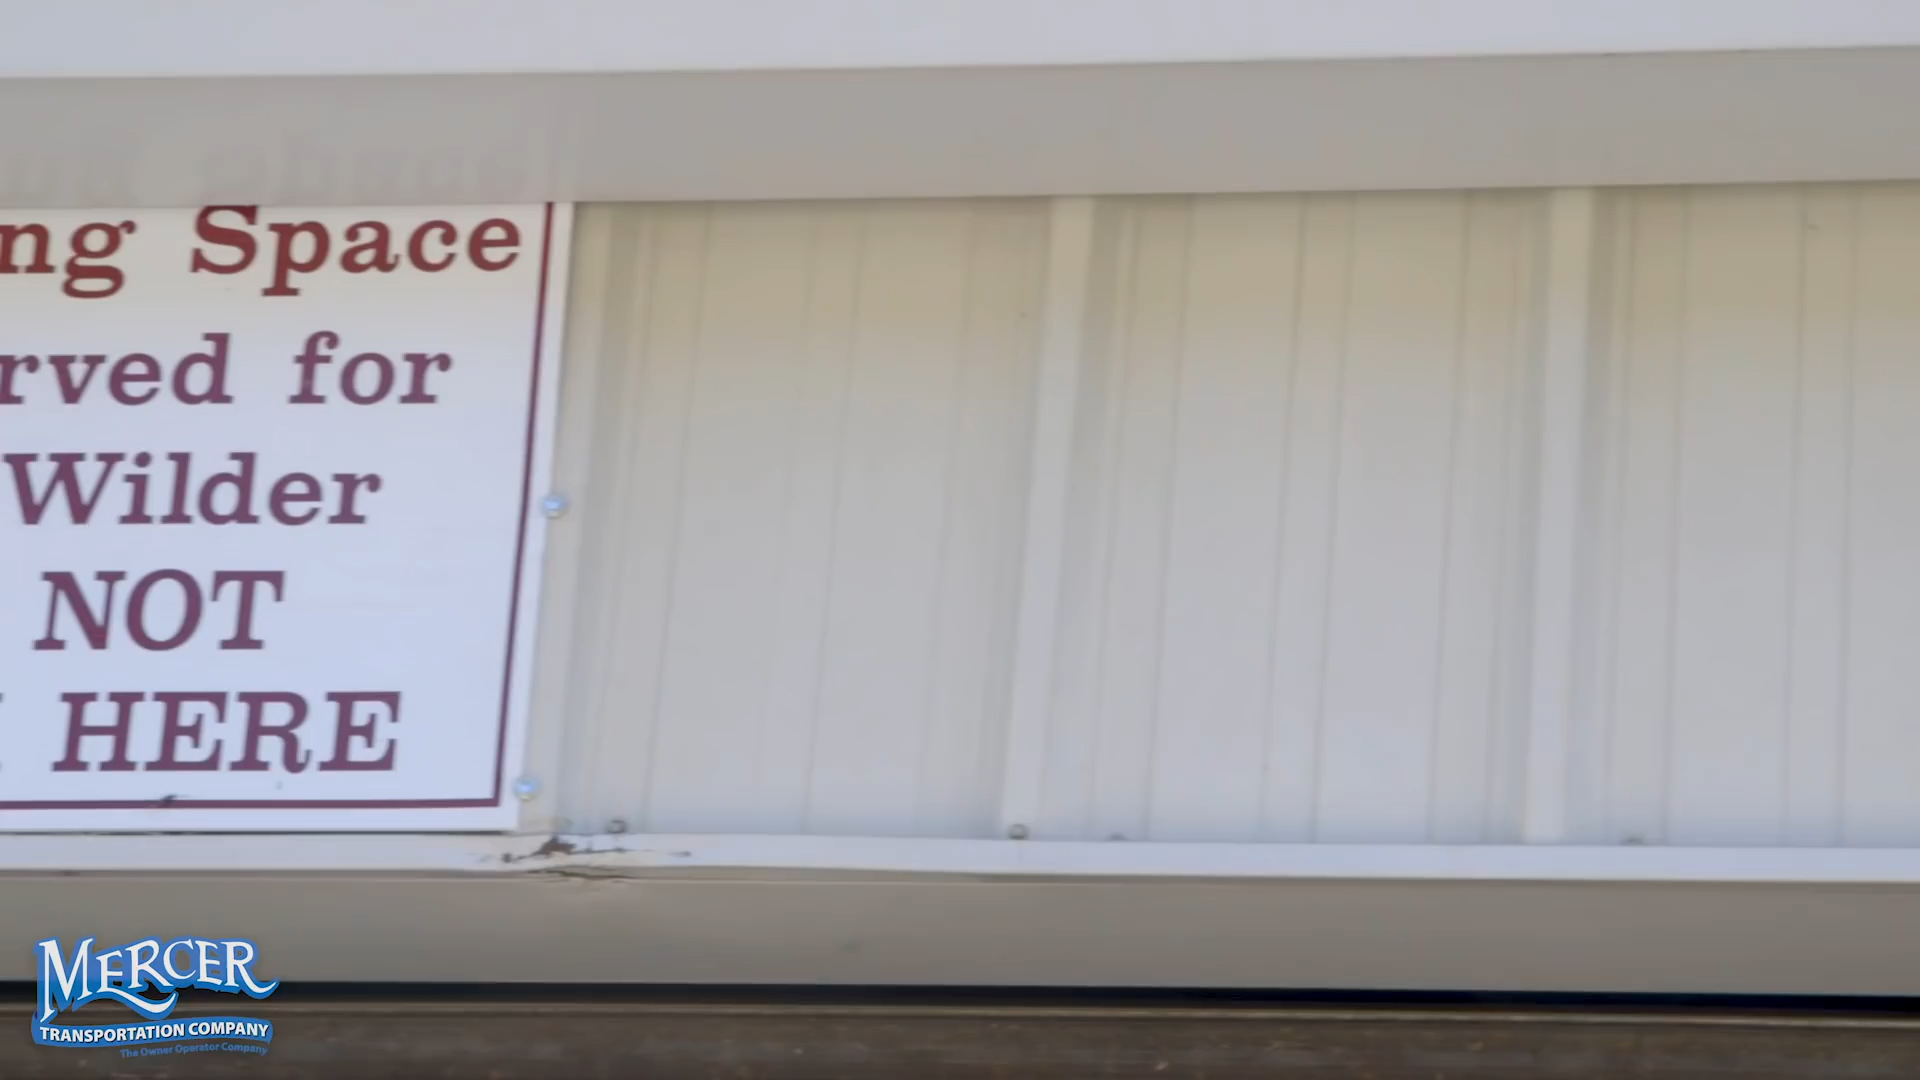 ng Space
rved for
Wilder
NOT
HERE
MERCER
TRANSPORTATION COMPANY
The Owner Operator Company